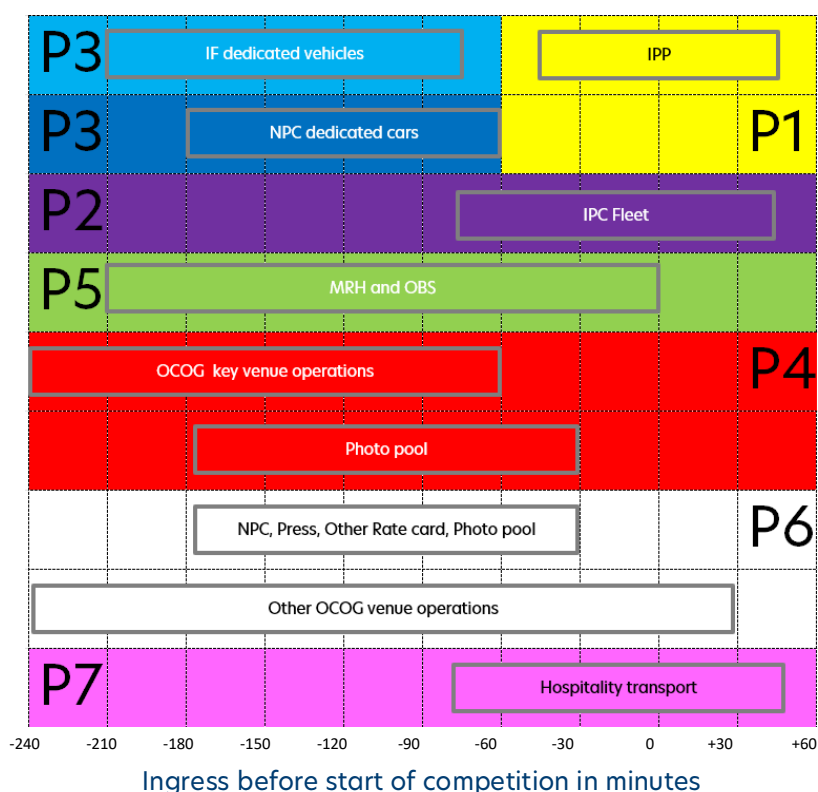 P3
IF dedicated vehicles
IPP
P3
NPC dedicated cars
P1
P2
IPC Fleet
P5
MRH and OBS
OCOG key venue operations
P4
Photo pool
NPC, Press, Other Rate card, Photo pool
P6
Other OCOG venue operations
P7
Hospitality transport
-240 -210 -180 -150 -120 -90 -60 -30 0 +30 +60
Ingress before start of competition in minutes